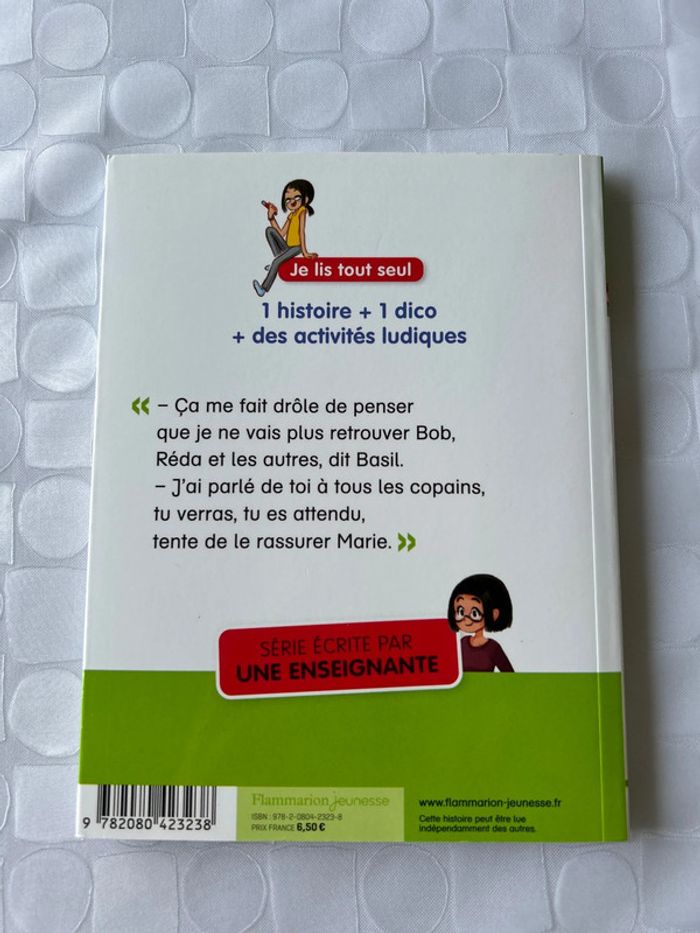 Je lis tout seul
1 histoire + 1 dico
+ des activités ludiques
« – Ça me fait drôle de penser
que je ne vais plus retrouver Bob,
Réda et les autres, dit Basil.
– J'ai parlé de toi à tous les copains,
tu verras, tu es attendu,
tente de le rassurer Marie. »
SÉRIE ÉCRITE PAR
UNE ENSEIGNANTE
Flammarion jeunesse
ISBN : 978-2-0804-2323-8
PRIX FRANCE 6,50 €
9 782080 423238
www.flammarion-jeunesse.fr
Cette histoire peut être lue
indépendamment des autres.